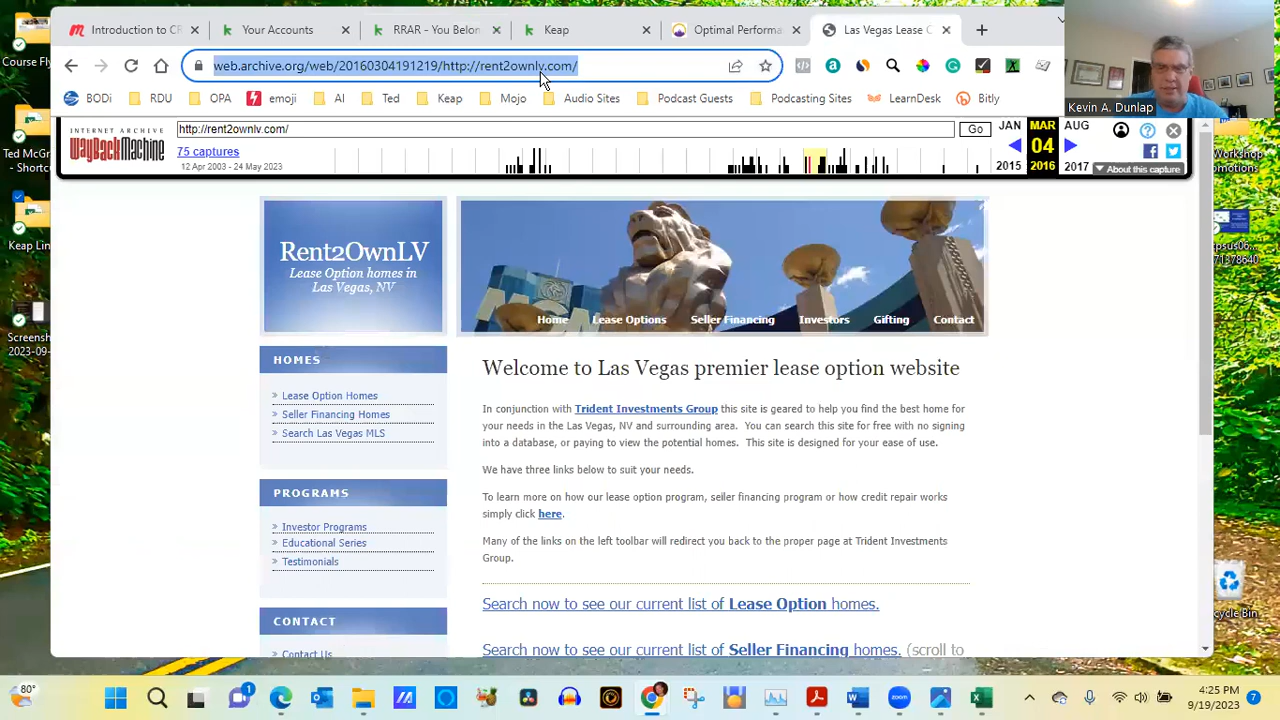 Introduction to CR
Your Accounts
RRAR - You Belon
Keap
Optimal Performa
Las Vegas Lease O
web.archive.org/web/20160304191219/http://rent2ownlv.com/
BODi
RDU
OPA
emoji
AI
Ted
Keap
Mojo
Audio Sites
Podcast Guests
Podcasting Sites
LearnDesk
Bitly
Kevin A. Dunlap
INTERNET ARCHIVE
WayBackMachine
http://rent2ownlv.com/
Go
75 captures
12 Apr 2003 - 24 May 2023
JAN
MAR
AUG
04
2015
2016
2017
About this capture
Rent2OwnLV
Lease Option homes in
Las Vegas, NV
Home
Lease Options
Seller Financing
Investors
Gifting
Contact
HOMES
Lease Option Homes
Seller Financing Homes
Search Las Vegas MLS
PROGRAMS
Investor Programs
Educational Series
Testimonials
CONTACT
Contact Us
Welcome to Las Vegas premier lease option website
In conjunction with Trident Investments Group this site is geared to help you find the best home for
your needs in the Las Vegas, NV and surrounding area. You can search this site for free with no signing
into a database, or paying to view the potential homes. This site is designed for your ease of use.
We have three links below to suit your needs.
To learn more on how our lease option program, seller financing program or how credit repair works
simply click here.
Many of the links on the left toolbar will redirect you back to the proper page at Trident Investments
Group.
Search now to see our current list of Lease Option homes.
Search now to see our current list of Seller Financing homes. (scroll to
Course Fly
Ted McGr
- Shortc
Keap Lin
Screensh
2023-09-
Workshop
cycle Bin
80°
4:25 PM
9/19/2023
7